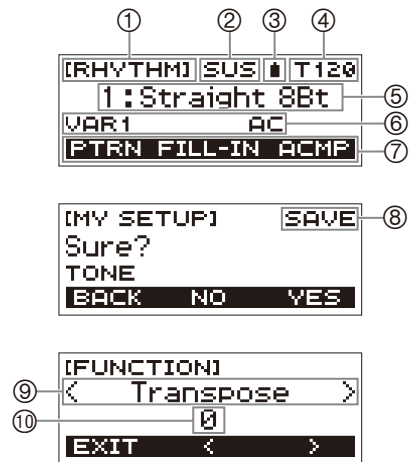 ① ② ③ ④
[RHYTHM] SUS T120
1:Straight 8Bt ⑤
VAR1 AC ⑥
PTRN FILL-IN ACMP ⑦
[MY SETUP] SAVE ⑧
Sure?
TONE
BACK NO YES
[FUNCTION]
⑨ < Transpose >
⑩ 0
EXIT < >